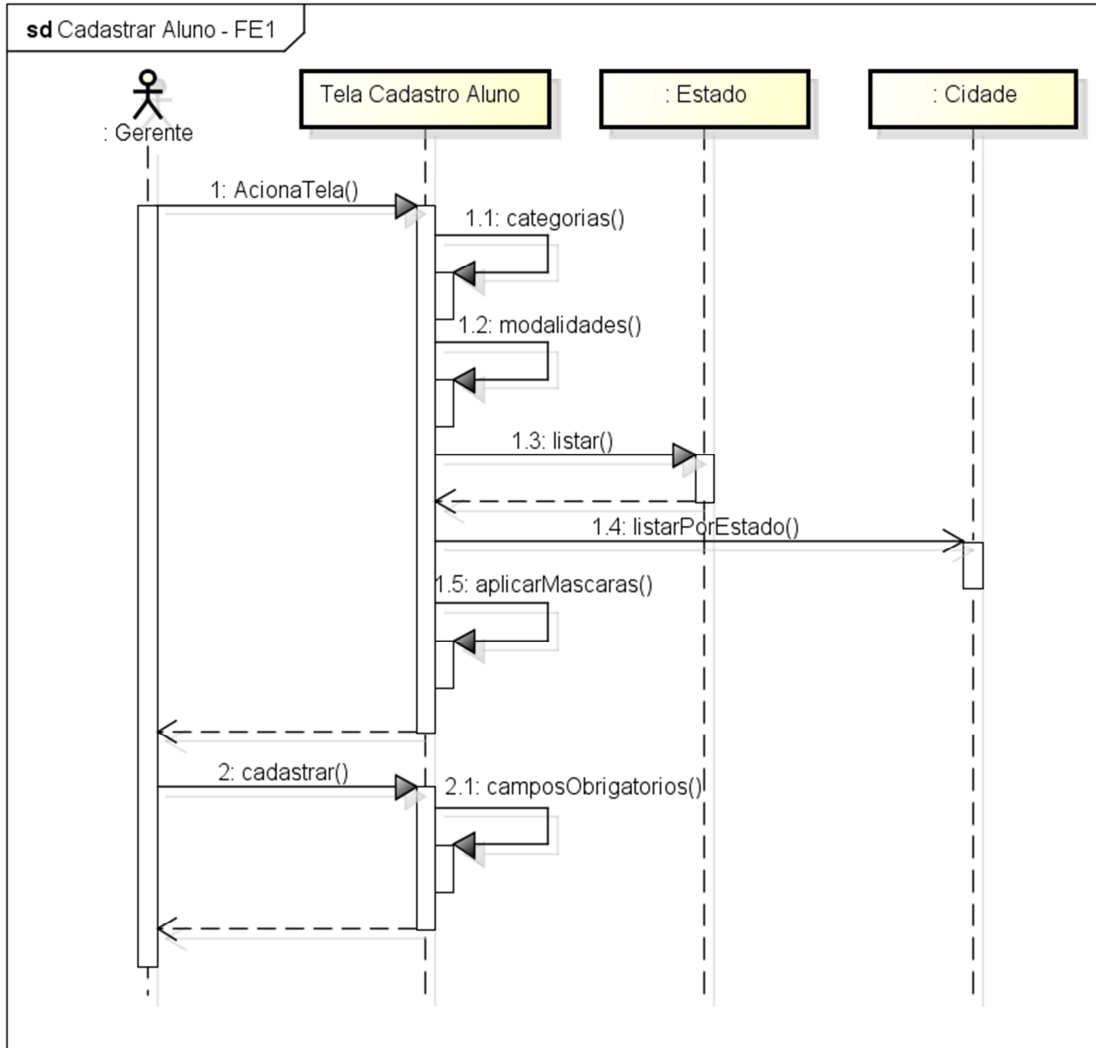 sd Cadastrar Aluno - FE1
: Gerente
Tela Cadastro Aluno
: Estado
: Cidade
1: AcionaTela()
1.1: categorias()
1.2: modalidades()
1.3: listar()
1.4: listarPorEstado()
1.5: aplicarMascaras()
2: cadastrar()
2.1: camposObrigatorios()